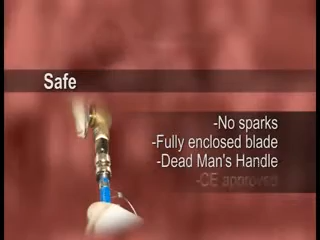 Safe
-No sparks
-Fully enclosed blade
-Dead Man's Handle
-CE approved